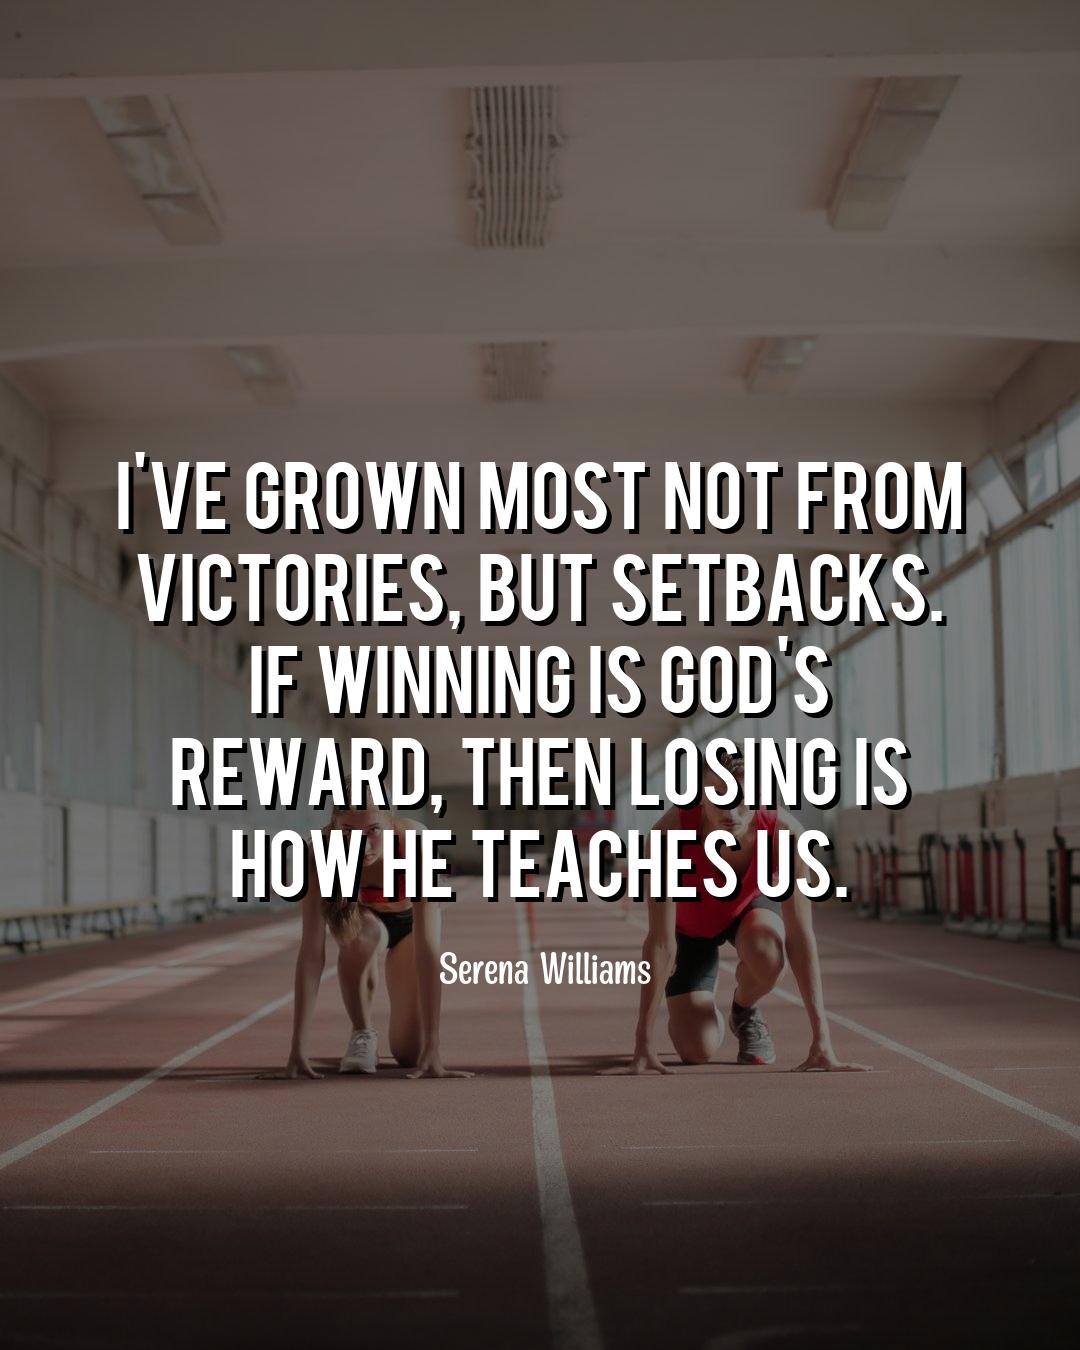 I'VE GROWN MOST NOT FROM
VICTORIES, BUT SETBACKS.
IF WINNING IS GOD'S
REWARD, THEN LOSING IS
HOW HE TEACHES US.
Serena Williams